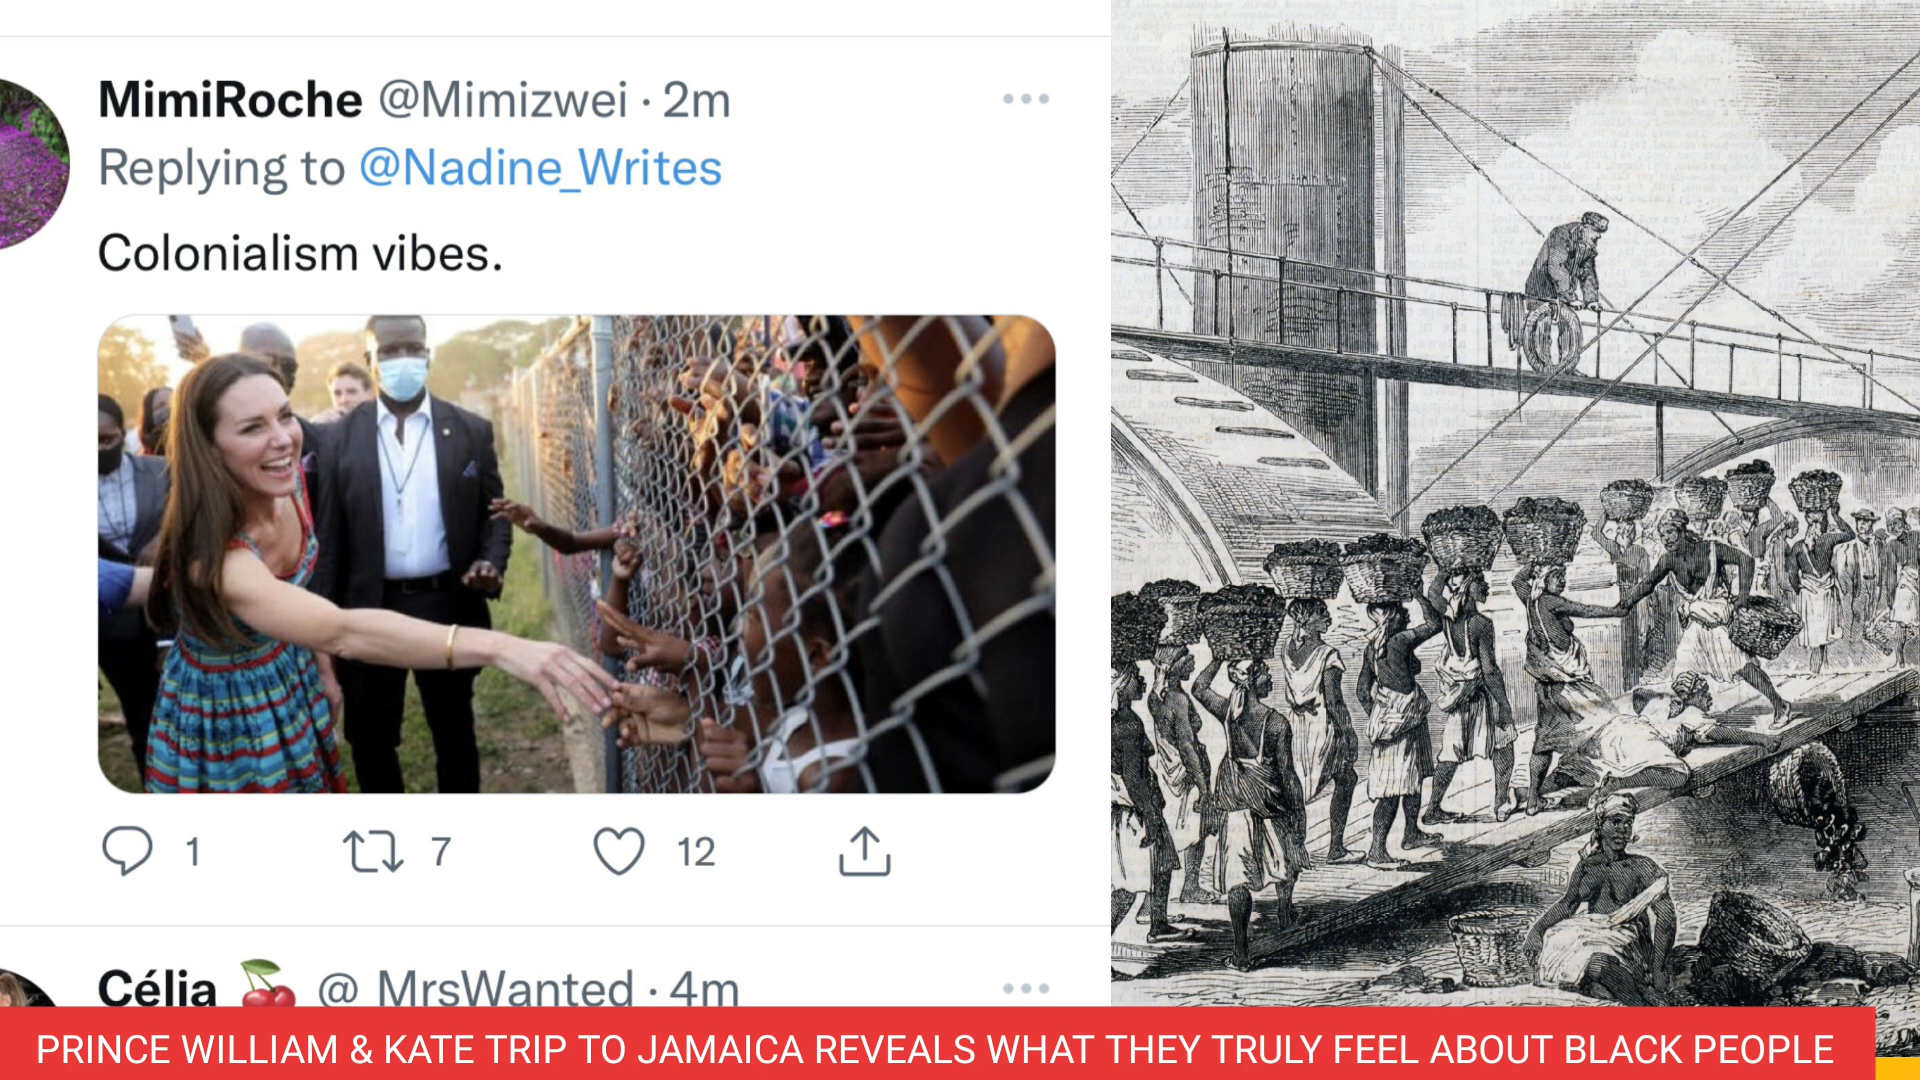 MimiRoche @Mimizwei · 2m
Replying to @Nadine_Writes
Colonialism vibes.
1 7 12
Célia 🍒 @_MrsWanted · 4m
PRINCE WILLIAM & KATE TRIP TO JAMAICA REVEALS WHAT THEY TRULY FEEL ABOUT BLACK PEOPLE